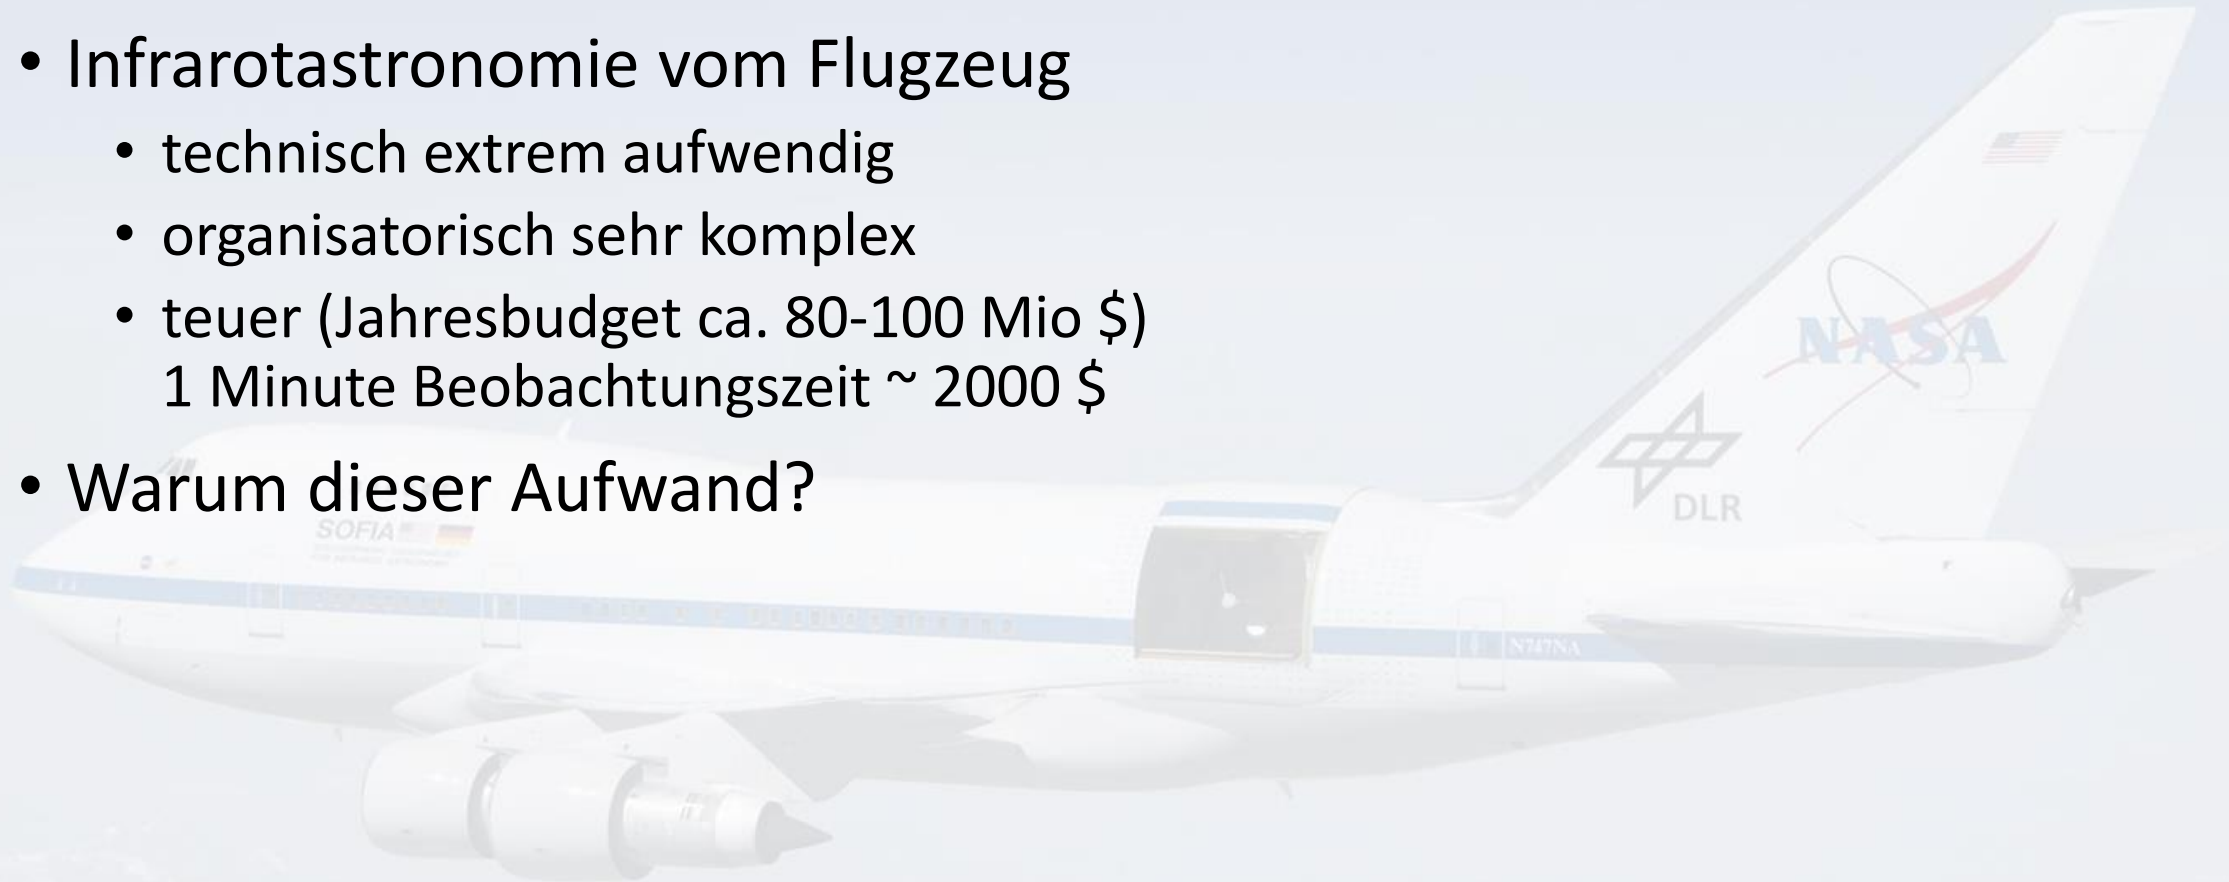 • Infrarotastronomie vom Flugzeug
• technisch extrem aufwendig
• organisatorisch sehr komplex
• teuer (Jahresbudget ca. 80-100 Mio $)
1 Minute Beobachtungszeit ~ 2000 $
• Warum dieser Aufwand?
NASA
DLR
SOFIA
N747NA